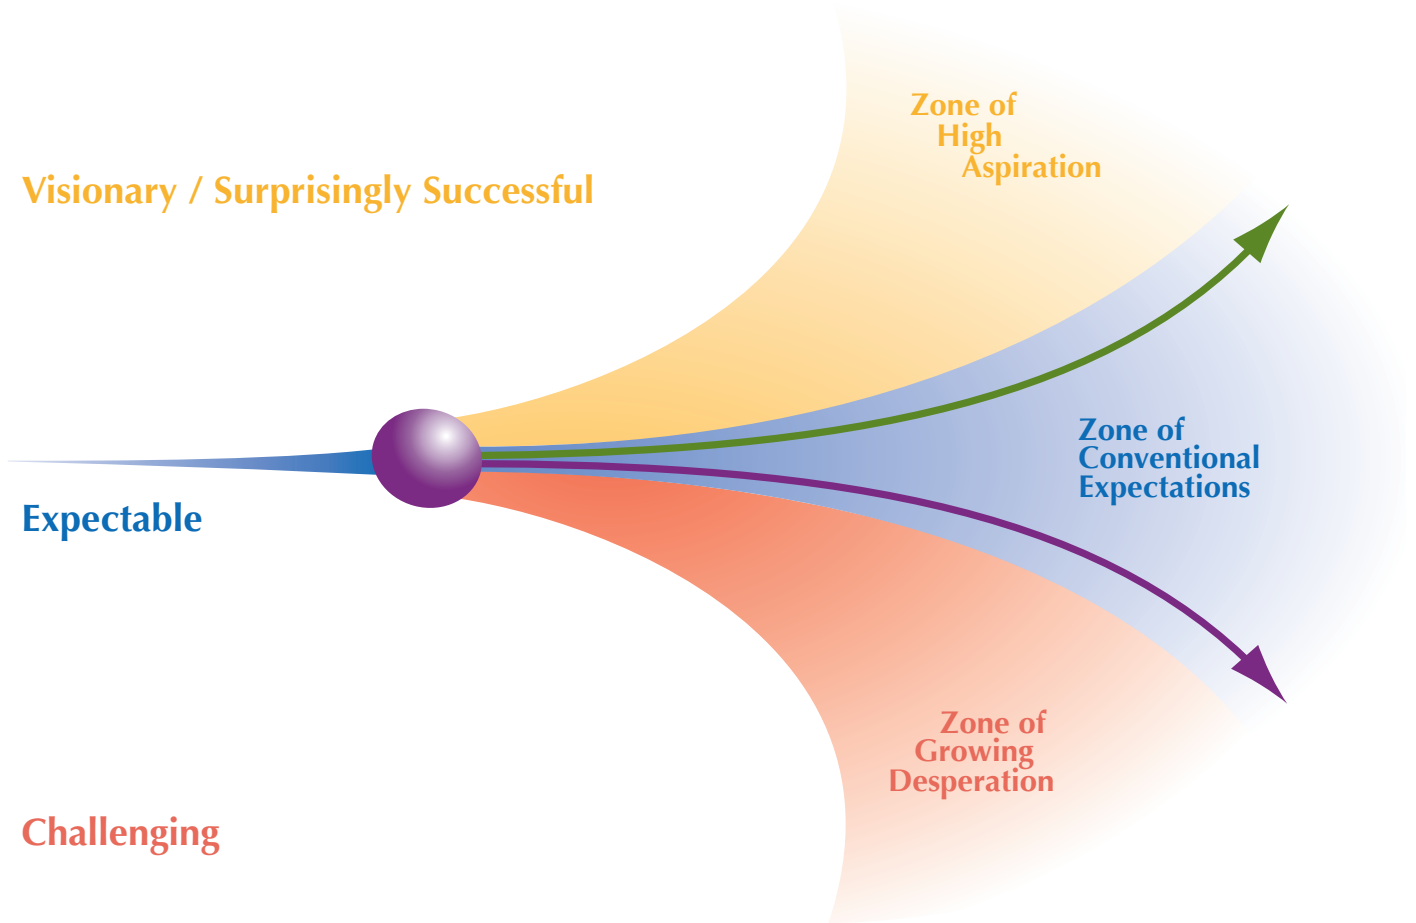 Zone of
High
Aspiration
Visionary / Surprisingly Successful
Zone of
Conventional
Expectations
Expectable
Zone of
Growing
Desperation
Challenging